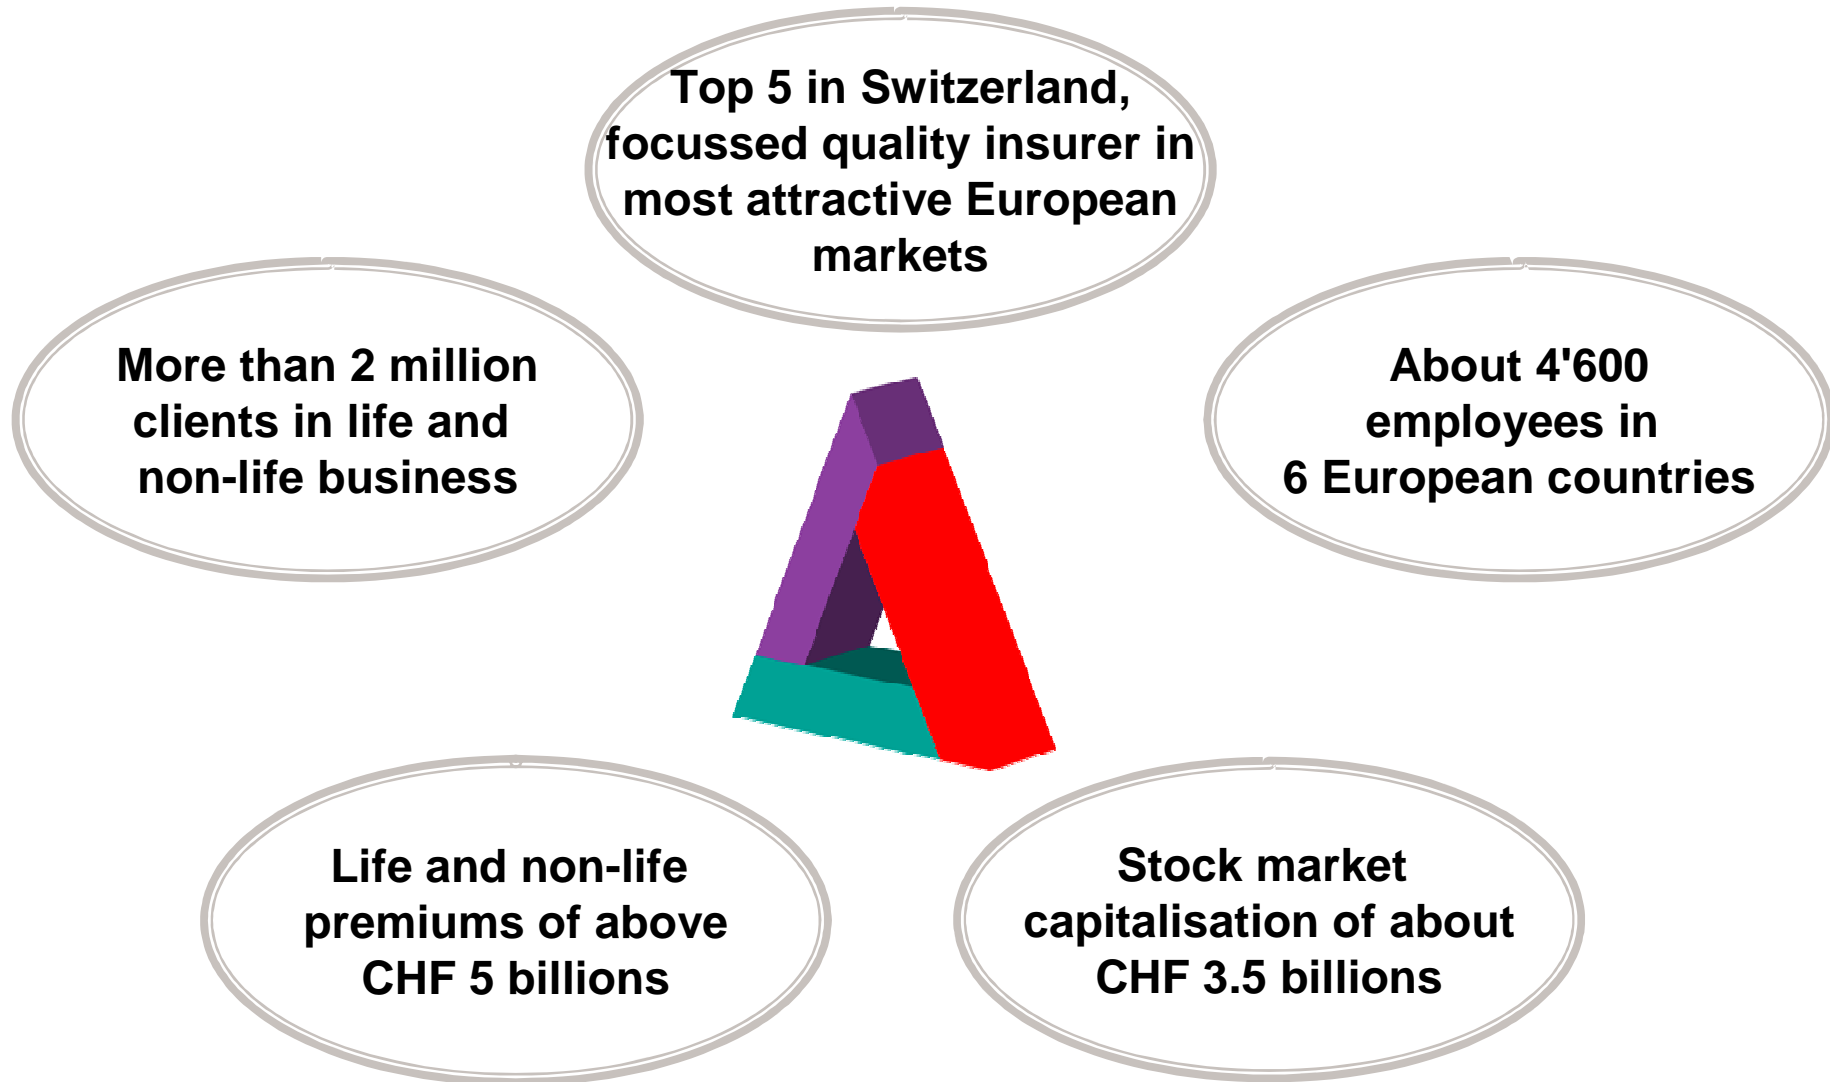 Top 5 in Switzerland,
focussed quality insurer in
most attractive European
markets
More than 2 million
clients in life and
non-life business
About 4'600
employees in
6 European countries
Life and non-life
premiums of above
CHF 5 billions
Stock market
capitalisation of about
CHF 3.5 billions